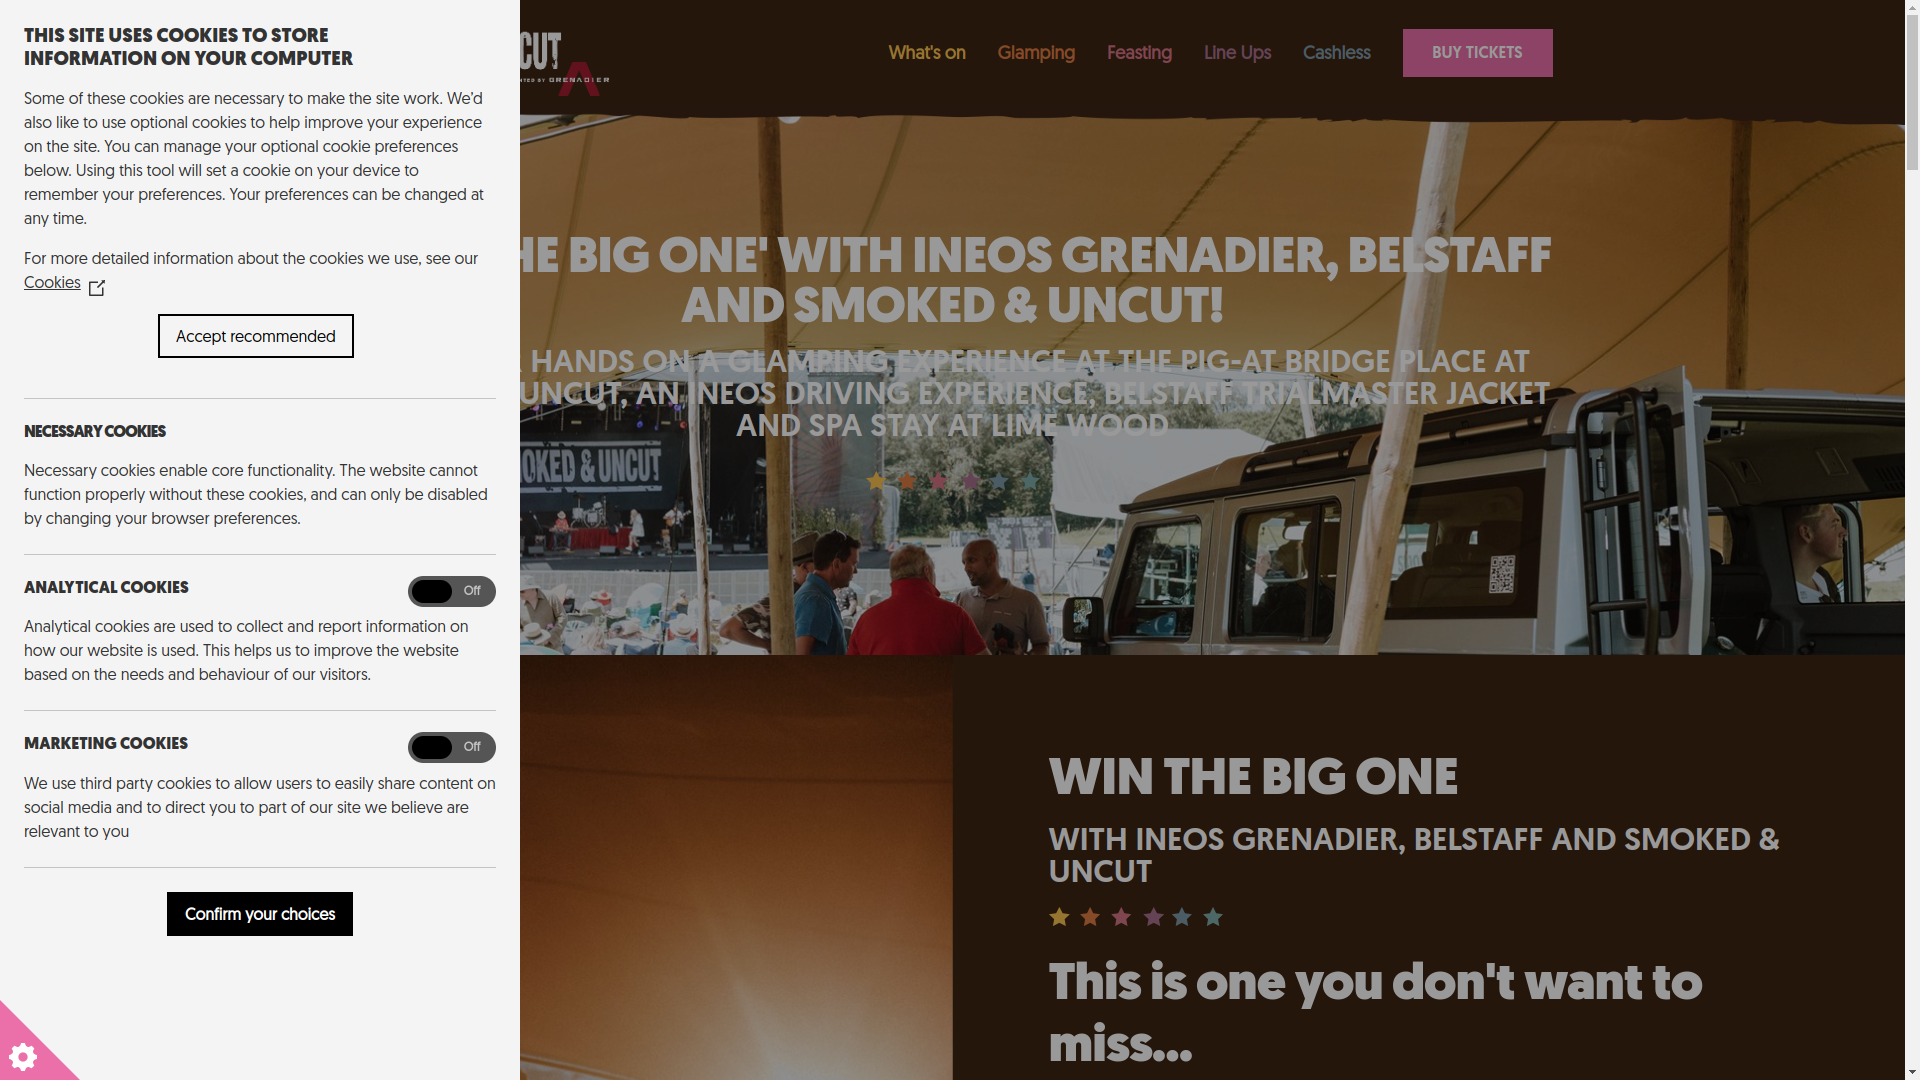 THIS SITE USES COOKIES TO STORE
INFORMATION ON YOUR COMPUTER
Some of these cookies are necessary to make the site work. We'd
also like to use optional cookies to help improve your experience
on the site. You can manage your optional cookie preferences
below. Using this tool will set a cookie on your device to
remember your preferences. Your preferences can be changed at
any time.
For more detailed information about the cookies we use, see our
Cookies
Accept recommended
NECESSARY COOKIES
Necessary cookies enable core functionality. The website cannot
function properly without these cookies, and can only be disabled
by changing your browser preferences.
ANALYTICAL COOKIES
Off
Analytical cookies are used to collect and report information on
how our website is used. This helps us to improve the website
based on the needs and behaviour of our visitors.
MARKETING COOKIES
Off
We use third party cookies to allow users to easily share content on
social media and to direct you to part of our site we believe are
relevant to you
Confirm your choices
CUT
GRENADIER
What's on
Glamping
Feasting
Line Ups
Cashless
BUY TICKETS
HE BIG ONE' WITH INEOS GRENADIER, BELSTAFF
AND SMOKED & UNCUT!
HANDS ON A GLAMPING EXPERIENCE AT THE PIG-AT BRIDGE PLACE AT
UNCUT, AN INEOS DRIVING EXPERIENCE, BELSTAFF TRIALMASTER JACKET
AND SPA STAY AT LIME WOOD
OKED & UNCUT
WIN THE BIG ONE
WITH INEOS GRENADIER, BELSTAFF AND SMOKED &
UNCUT
This is one you don't want to
miss...